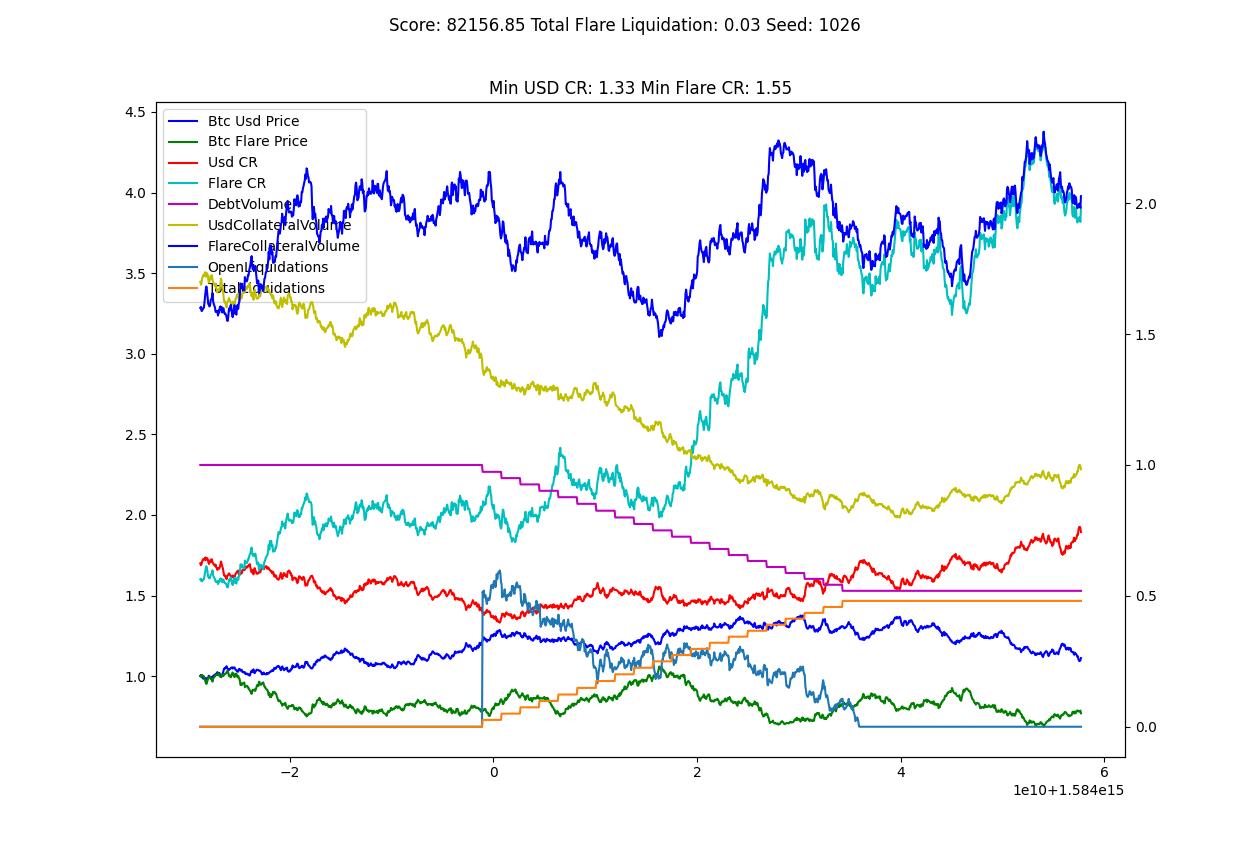 Score: 82156.85 Total Flare Liquidation: 0.03 Seed: 1026
Min USD CR: 1.33 Min Flare CR: 1.55
4.5
4.0
3.5
3.0
2.5
2.0
1.5
1.0
Btc Usd Price
Btc Flare Price
Usd CR
Flare CR
DebtVolume
UsdCollateralVolume
FlareCollateralVolume
OpenLiquidations
TotalLiquidations
2.0
1.5
1.0
0.5
0.0
−2 0 2 4 6
1e10+1.584e15